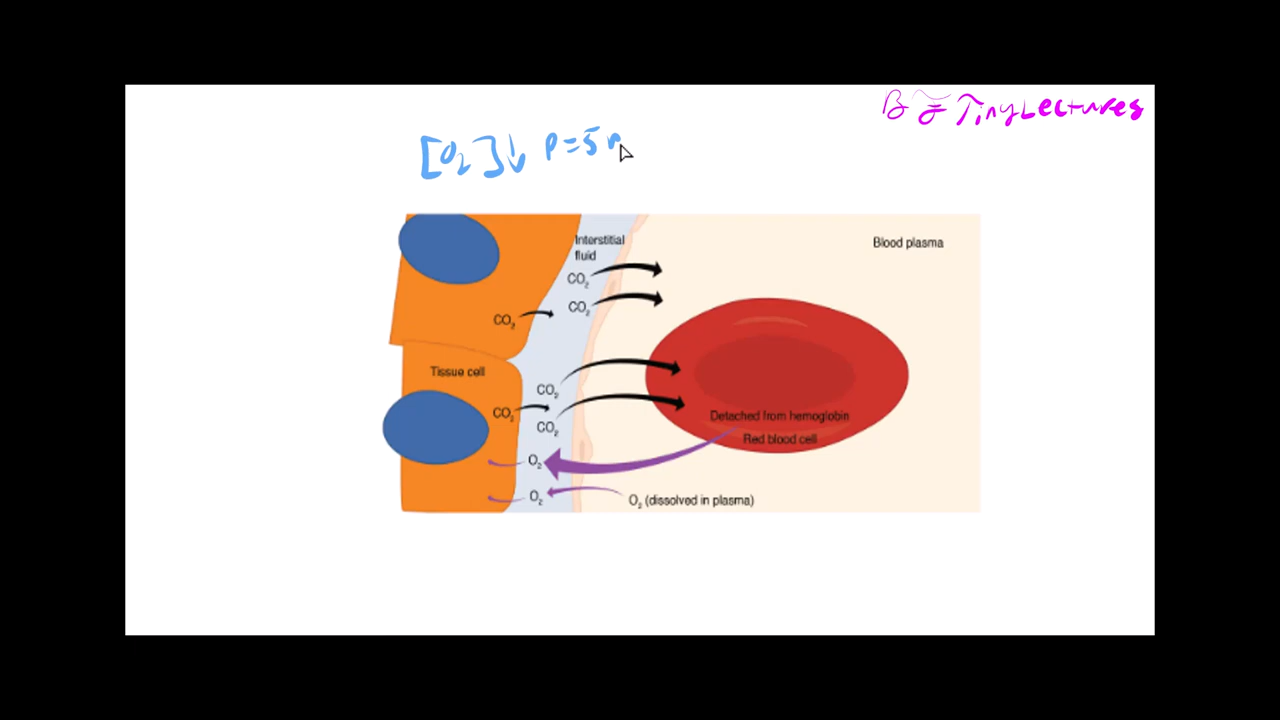 TinyLectures
[O₂]↓ P=5
Interstitial
fluid
Blood plasma
CO₂
CO₂
CO₂
Tissue cell
CO₂
CO₂
CO₂
Detached from hemoglobin
Red blood cell
O₂
O₂
O₂ (dissolved in plasma)